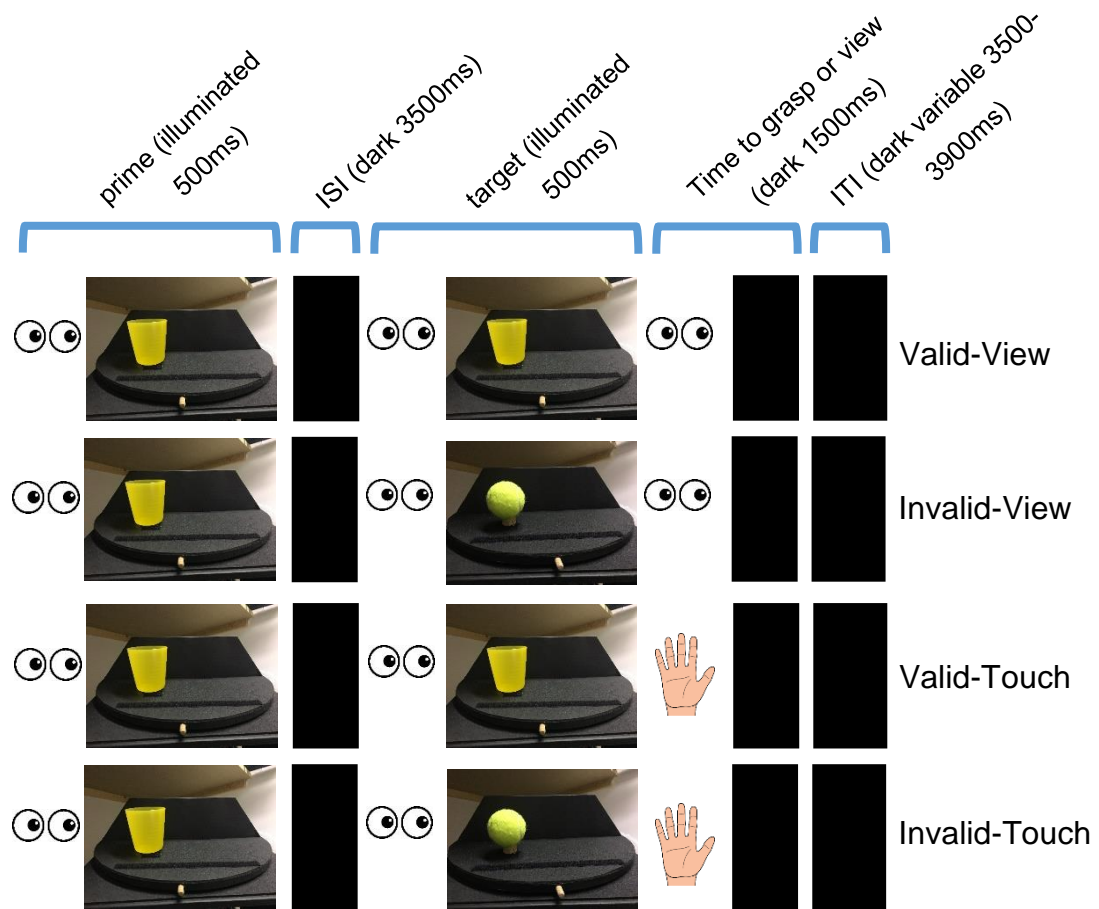 prime (illuminated
500ms)
ISI (dark 3500ms)
target (illuminated
500ms)
Time to grasp or view
(dark 1500ms)
ITI (dark variable 3500-
3900ms)
Valid-View
Invalid-View
Valid-Touch
Invalid-Touch